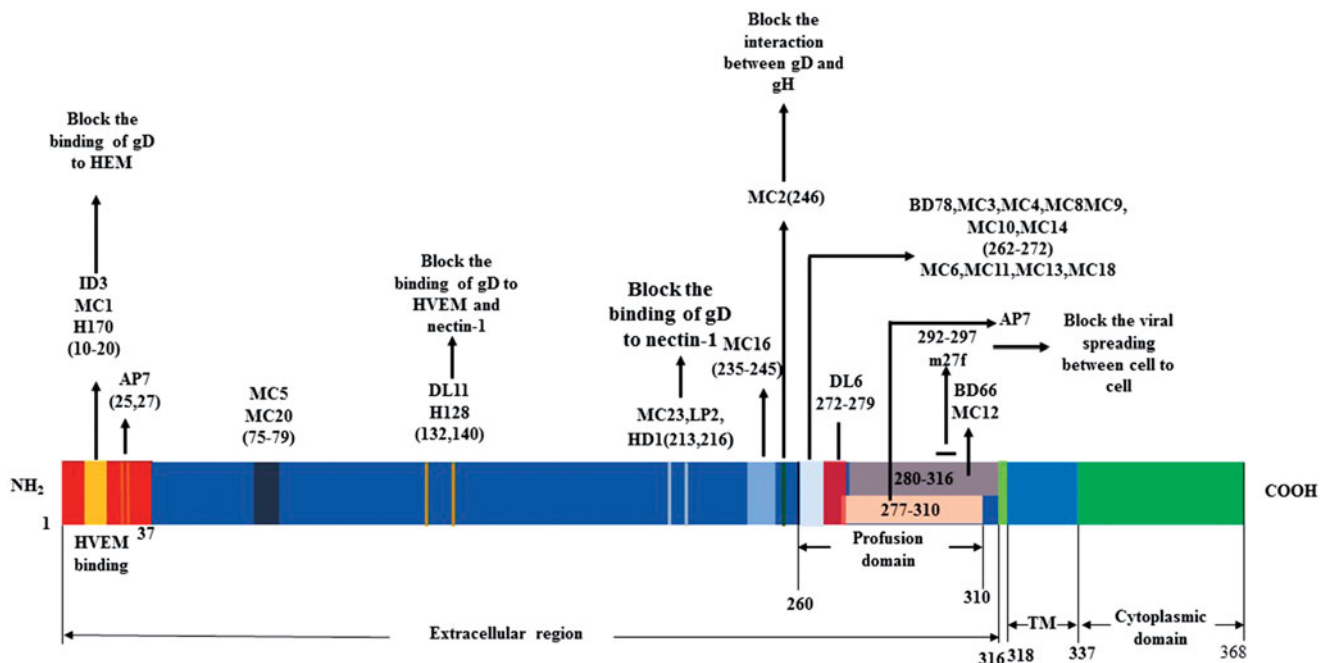 Block the
interaction
between gD and
gH
Block the
binding of gD
to HEM
MC2(246)
BD78,MC3,MC4,MC8MC9,
MC10,MC14
(262-272)
MC6,MC11,MC13,MC18
ID3
MC1
H170
(10-20)
Block the
binding of gD to
HVEM and
nectin-1
Block the
binding of gD
to nectin-1
MC16
(235-245)
AP7
292-297
m27f
Block the viral
spreading
between cell to
cell
AP7
(25,27)
MC5
MC20
(75-79)
DL11
H128
(132,140)
MC23,LP2,
HD1(213,216)
DL6
272-279
BD66
MC12
NH2
1
37
280-316
277-310
COOH
HVEM
binding
Profusion
domain
260
310
Extracellular region
TM
Cytoplasmic
domain
316
318
337
368